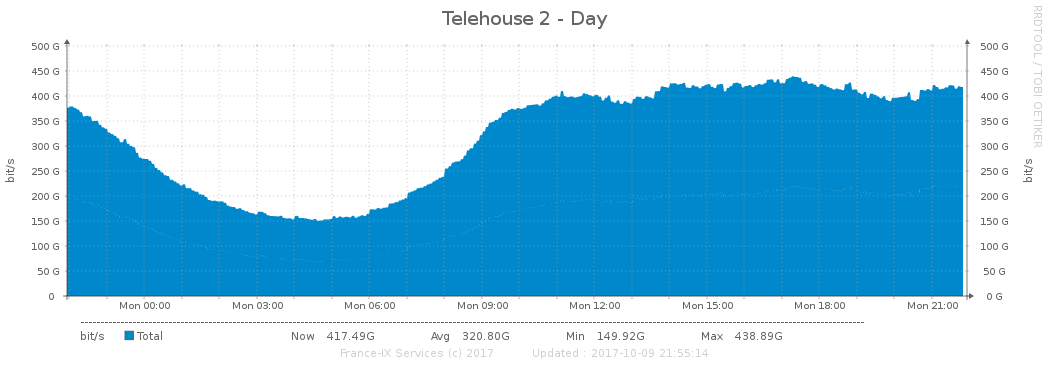 Telehouse 2 - Day
RRDTOOL / TOBI OETIKER
500 G 500 G
450 G 450 G
400 G 400 G
350 G 350 G
300 G 300 G
250 G 250 G
200 G 200 G
150 G 150 G
100 G 100 G
50 G 50 G
0 0 G
bit/s bit/s
Mon 00:00 Mon 03:00 Mon 06:00 Mon 09:00 Mon 12:00 Mon 15:00 Mon 18:00 Mon 21:00
bit/s Total Now 417.49G Avg 320.80G Min 149.92G Max 438.89G
France-IX Services (c) 2017 Updated : 2017-10-09 21:55:14